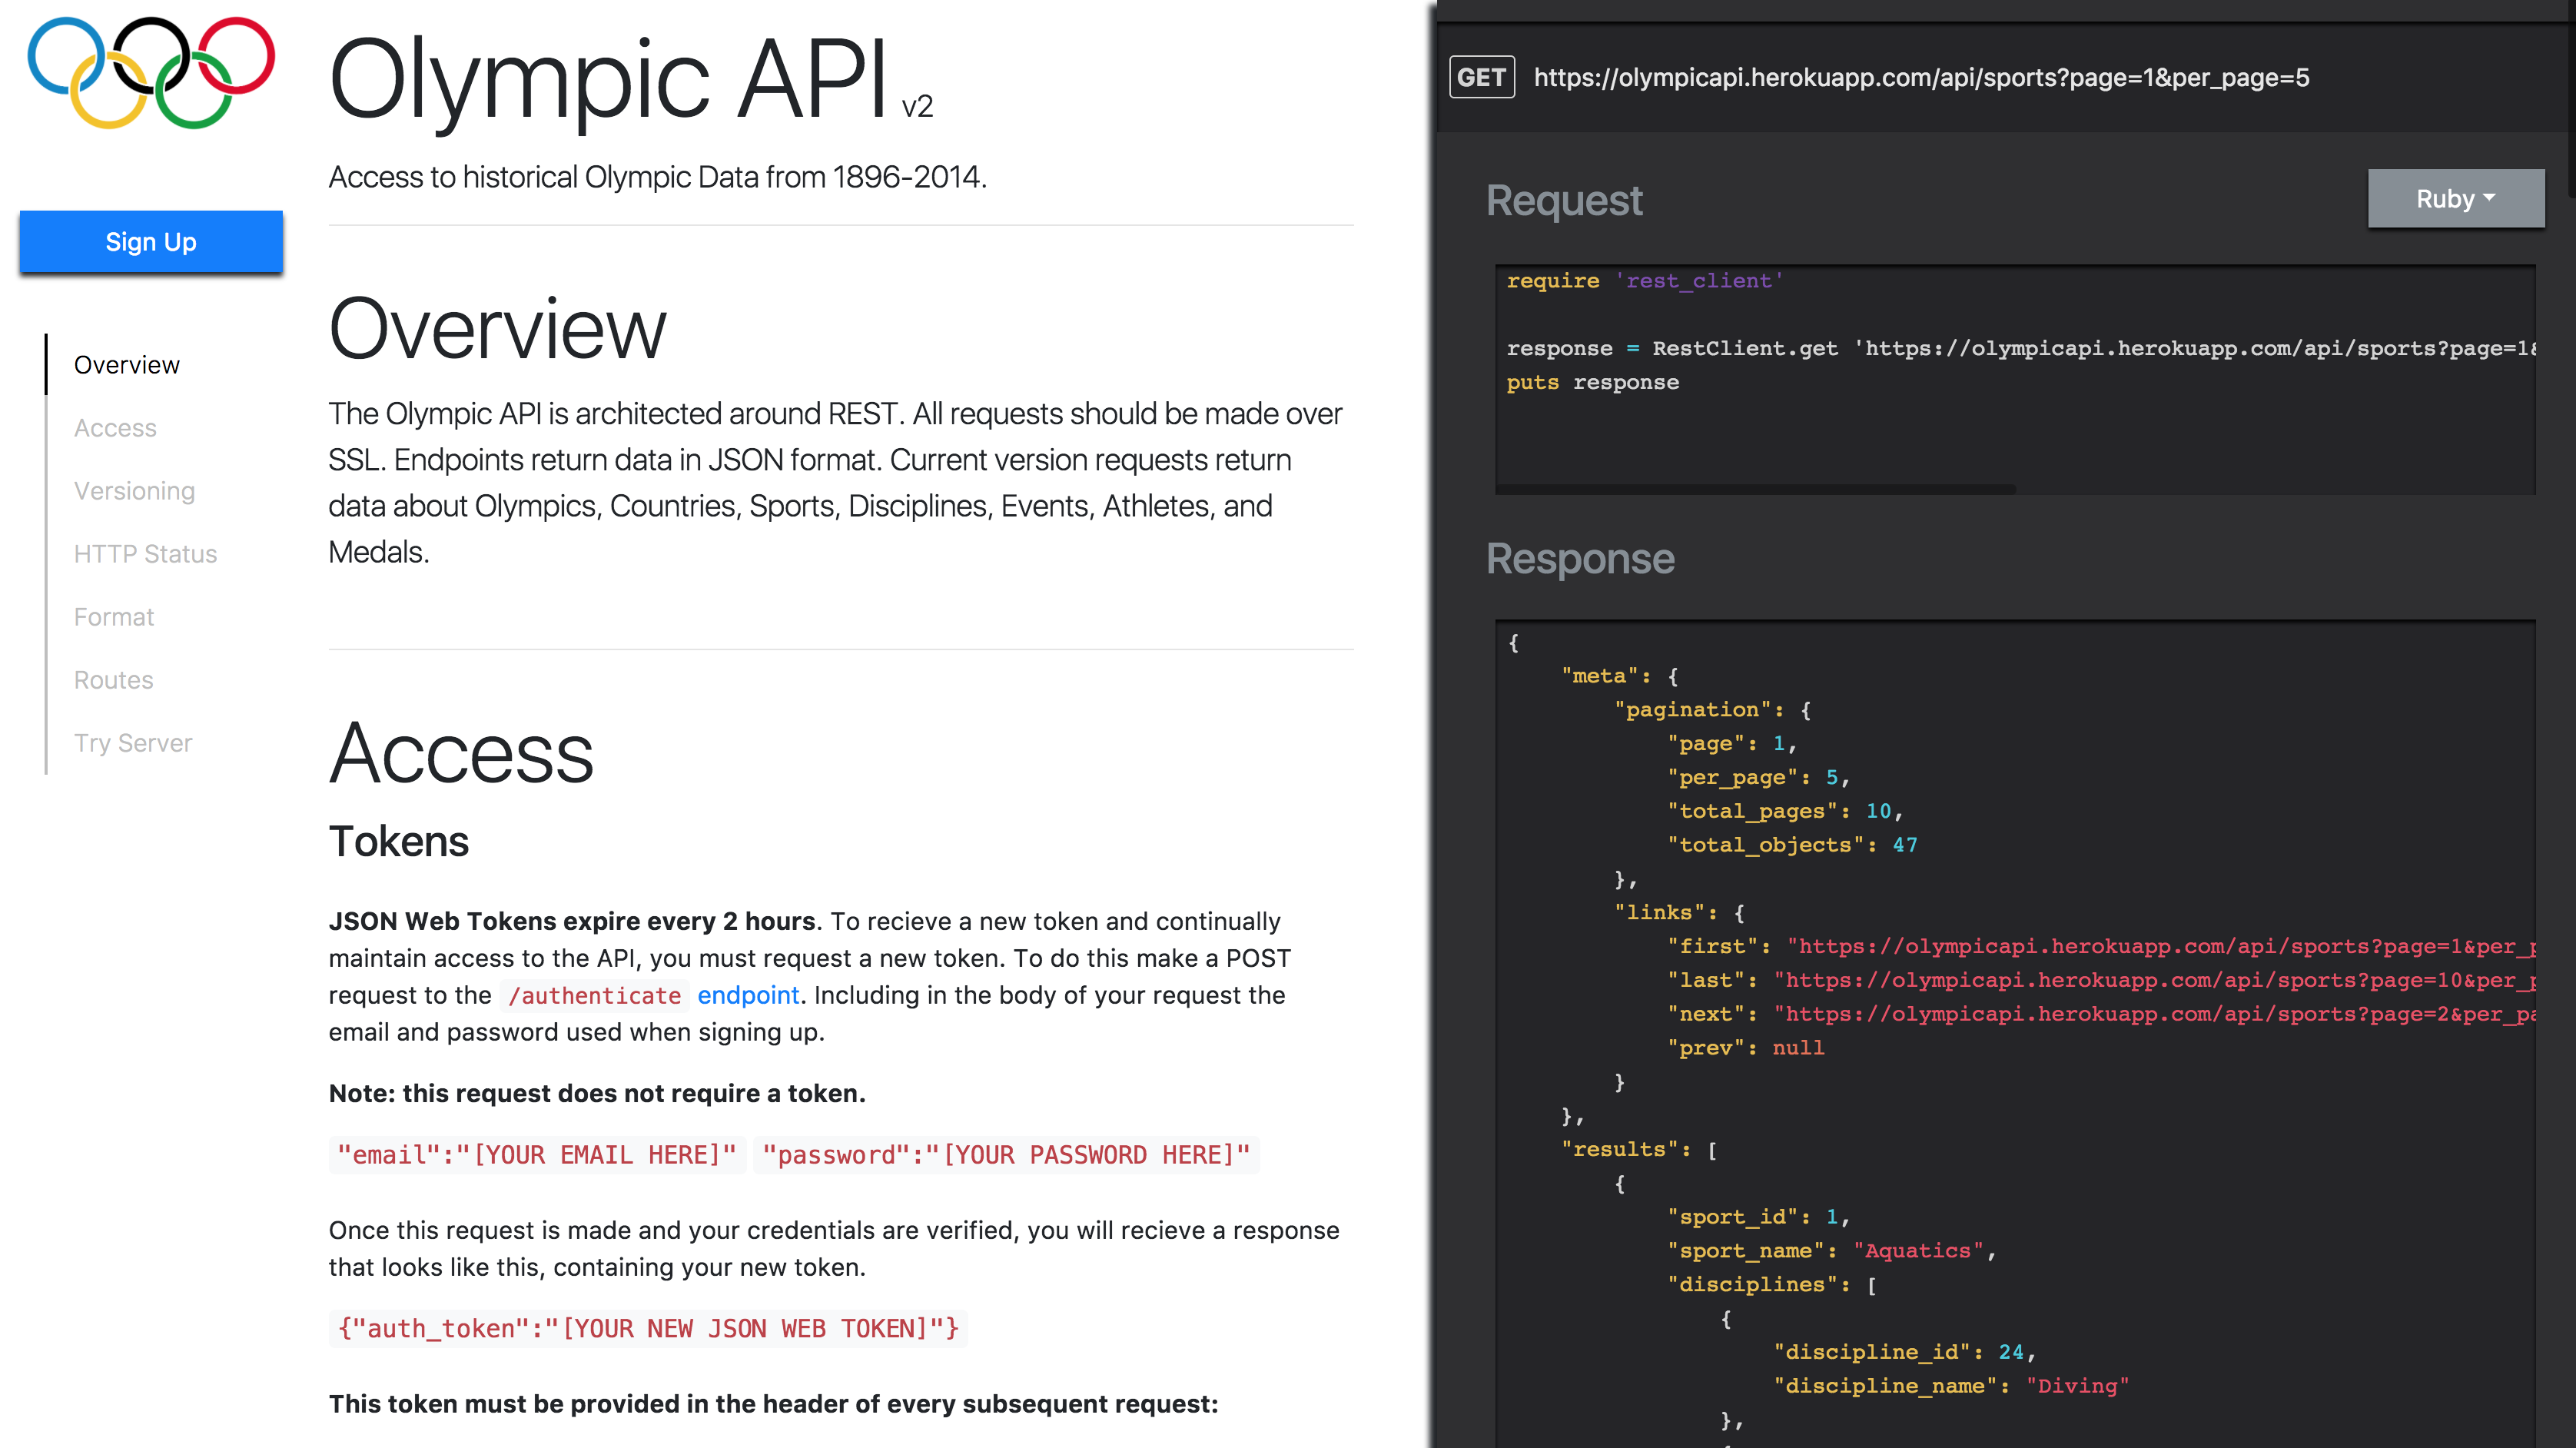 Sign Up
Overview
Access
Versioning
HTTP Status
Format
Routes
Try Server
Olympic API v2
Access to historical Olympic Data from 1896-2014.
Overview
The Olympic API is architected around REST. All requests should be made over
SSL. Endpoints return data in JSON format. Current version requests return
data about Olympics, Countries, Sports, Disciplines, Events, Athletes, and
Medals.
Access
Tokens
JSON Web Tokens expire every 2 hours. To recieve a new token and continually
maintain access to the API, you must request a new token. To do this make a POST
request to the /authenticate endpoint. Including in the body of your request the
email and password used when signing up.
Note: this request does not require a token.
"email":"[YOUR EMAIL HERE]" "password":"[YOUR PASSWORD HERE]"
Once this request is made and your credentials are verified, you will recieve a response
that looks like this, containing your new token.
{"auth_token":"[YOUR NEW JSON WEB TOKEN]"}
This token must be provided in the header of every subsequent request:
GET https://olympicapi.herokuapp.com/api/sports?page=1&per_page=5
Request
Ruby
require 'rest_client'
response = RestClient.get 'https://olympicapi.herokuapp.com/api/sports?page=1&
puts response
Response
{
"meta": {
"pagination": {
"page": 1,
"per_page": 5,
"total_pages": 10,
"total_objects": 47
},
"links": {
"first": "https://olympicapi.herokuapp.com/api/sports?page=1&per_p
"last": "https://olympicapi.herokuapp.com/api/sports?page=10&per_p
"next": "https://olympicapi.herokuapp.com/api/sports?page=2&per_pa
"prev": null
}
},
"results": [
{
"sport_id": 1,
"sport_name": "Aquatics",
"disciplines": [
{
"discipline_id": 24,
"discipline_name": "Diving"
},